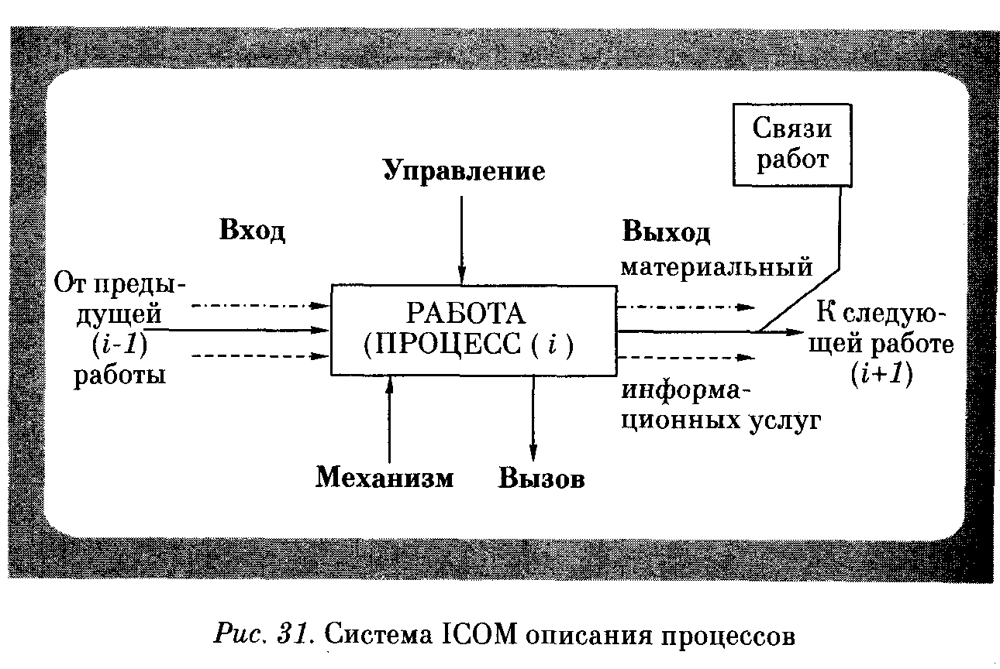 Связи
работ
Управление
Вход
Выход
материальный
От преды-
дущей
(i-1)
работы
РАБОТА
(ПРОЦЕСС ( i )
К следую-
щей работе
(i+1)
информа-
ционных услуг
Механизм
Вызов
Рис. 31. Система ICOM описания процессов